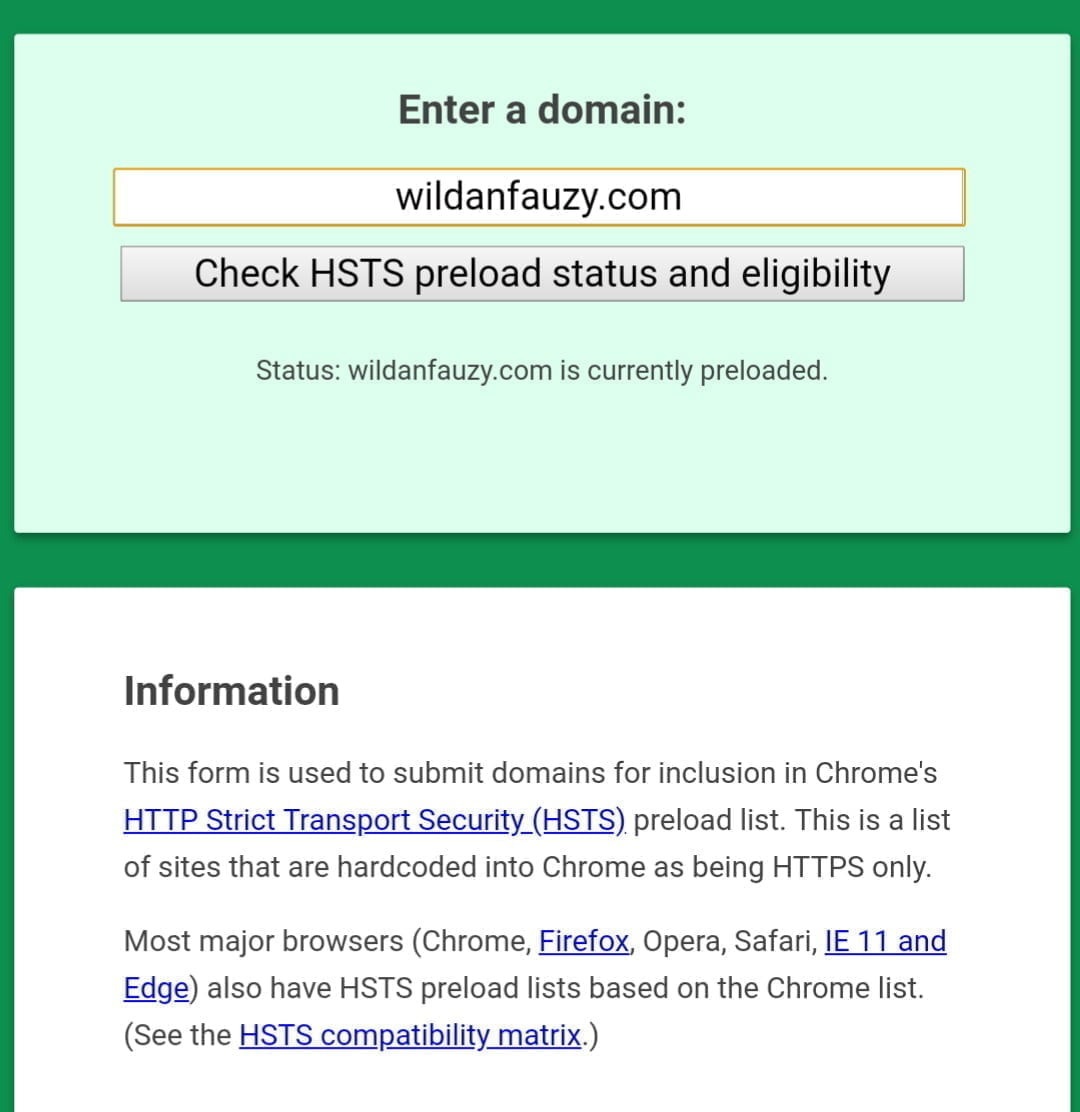 Enter a domain:
wildanfauzy.com
Check HSTS preload status and eligibility
Status: wildanfauzy.com is currently preloaded.
Information
This form is used to submit domains for inclusion in Chrome's
HTTP Strict Transport Security (HSTS) preload list. This is a list
of sites that are hardcoded into Chrome as being HTTPS only.
Most major browsers (Chrome, Firefox, Opera, Safari, IE 11 and
Edge) also have HSTS preload lists based on the Chrome list.
(See the HSTS compatibility matrix.)